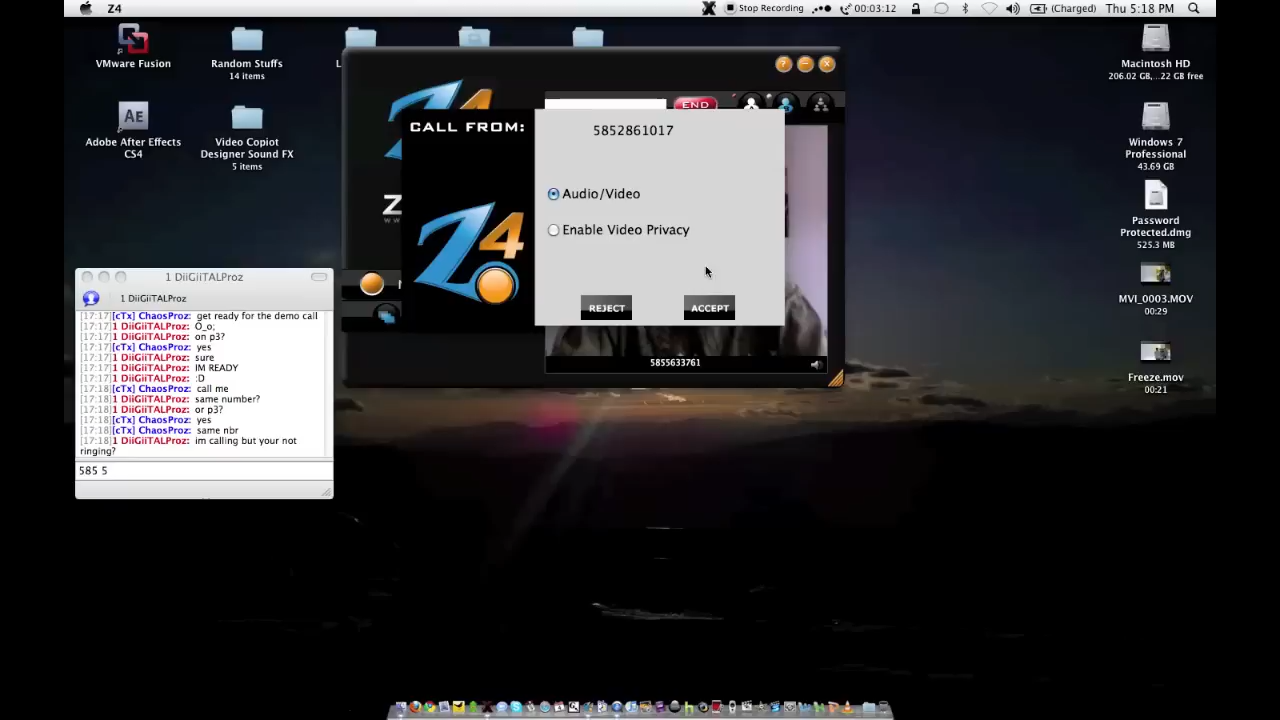 Z4
Stop Recording
00:03:12
(Charged)
Thu 5:18 PM
VMware Fusion
Random Stuffs
14 items
Adobe After Effects
CS4
Video Copiot
Designer Sound FX
5 items
END
CALL FROM:
5852861017
Audio/Video
Enable Video Privacy
Z4
REJECT
ACCEPT
5855633761
Macintosh HD
206.02 GB,...22 GB free
Windows 7
Professional
43.69 GB
Password
Protected.dmg
525.3 MB
MVI_0003.MOV
00:29
Freeze.mov
00:21
1 DiiGiiTALProz
1 DiiGiiTALProz
[17:17][cTx] ChaosProz: get ready for the demo call
[17:17]1 DiiGiiTALProz: O_o;
[17:17]1 DiiGiiTALProz: on p3?
[17:17][cTx] ChaosProz: yes
[17:17]1 DiiGiiTALProz: sure
[17:17]1 DiiGiiTALProz: IM READY
[17:17]1 DiiGiiTALProz: :D
[17:18][cTx] ChaosProz: call me
[17:18]1 DiiGiiTALProz: same number?
[17:18]1 DiiGiiTALProz: or p3?
[17:18][cTx] ChaosProz: yes
[17:18][cTx] ChaosProz: same nbr
[17:18]1 DiiGiiTALProz: im calling but your not
ringing?
585 5